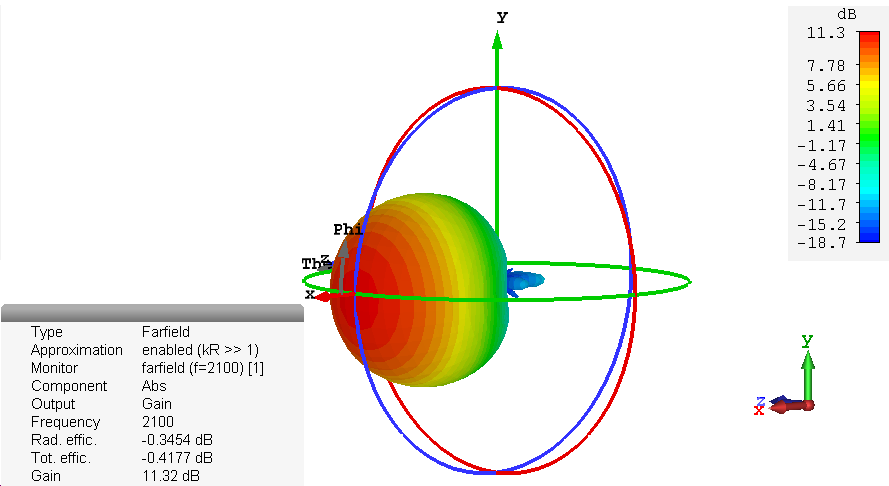 y
dB
11.3
7.78
5.66
3.54
1.41
-1.17
-4.67
-8.17
-11.7
-15.2
-18.7
Phi
z
x
Type Farfield
Approximation enabled (kR >> 1)
Monitor farfield (f=2100) [1]
Component Abs
Output Gain
Frequency 2100
Rad. effic. -0.3454 dB
Tot. effic. -0.4177 dB
Gain 11.32 dB
y
z
x